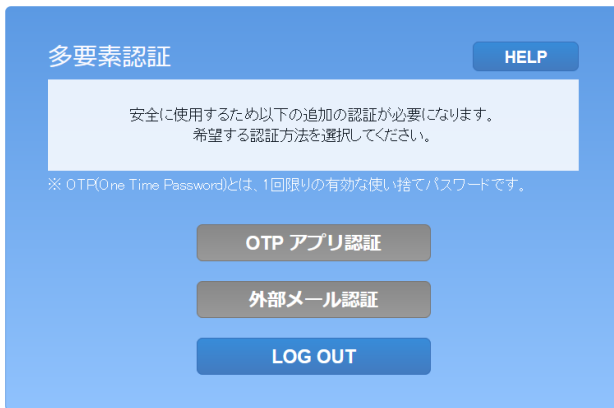 多要素認証
HELP
安全に使用するため以下の追加の認証が必要になります。
希望する認証方法を選択してください。
※ OTP(One Time Password)とは、1回限りの有効な使い捨てパスワードです。
OTP アプリ認証
外部メール認証
LOG OUT